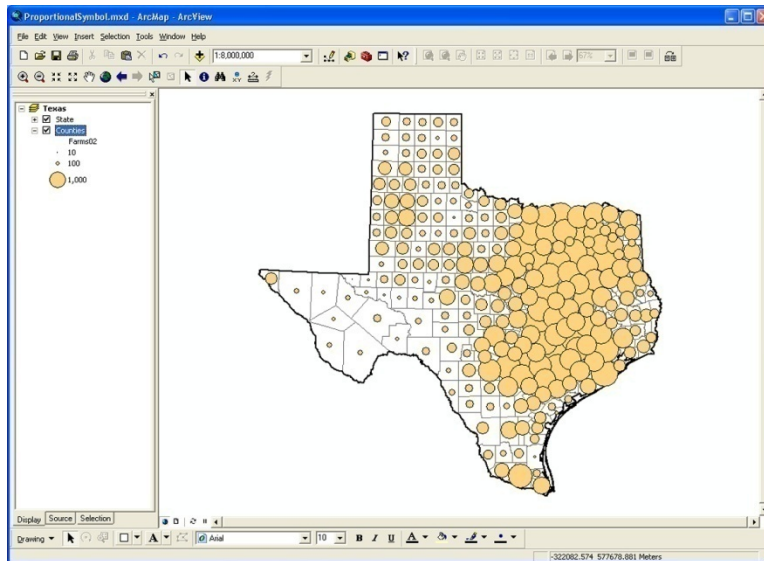 ProportionalSymbol.mxd - ArcMap - ArcView
File Edit View Insert Selection Tools Window Help
1:8,000,000
67%
Texas
State
Counties
Farms02
10
100
1,000
Display Source Selection
Drawing
A
Arial
10
B I U A
-322082.574 577678.881 Meters